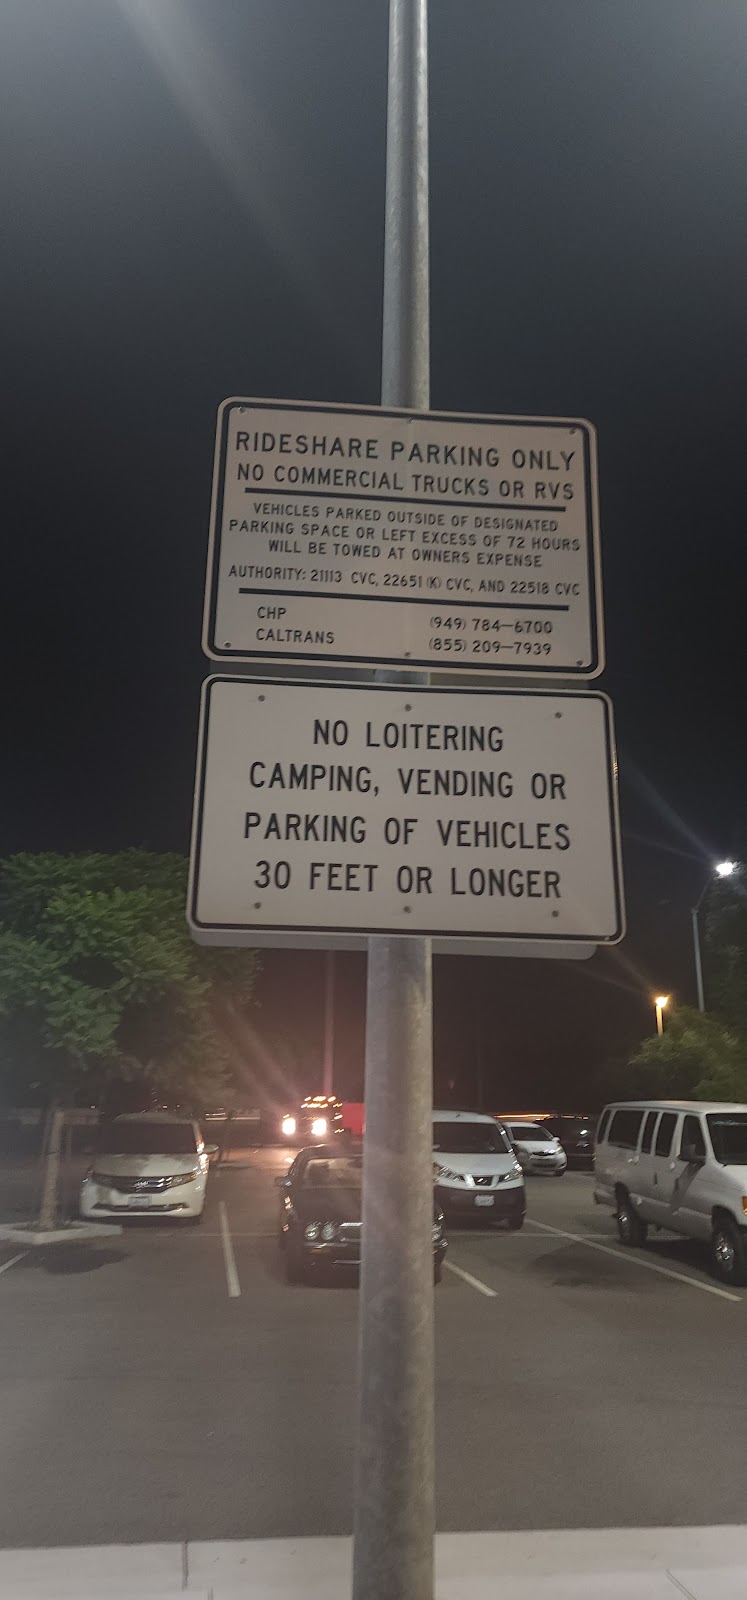 RIDESHARE PARKING ONLY
NO COMMERCIAL TRUCKS OR RVS
VEHICLES PARKED OUTSIDE OF DESIGNATED
PARKING SPACE OR LEFT EXCESS OF 72 HOURS
WILL BE TOWED AT OWNERS EXPENSE
AUTHORITY: 21113 CVC, 22651 (K) CVC, AND 22518 CVC
CHP (949) 784-6700
CALTRANS (855) 209-7939
NO LOITERING
CAMPING, VENDING OR
PARKING OF VEHICLES
30 FEET OR LONGER